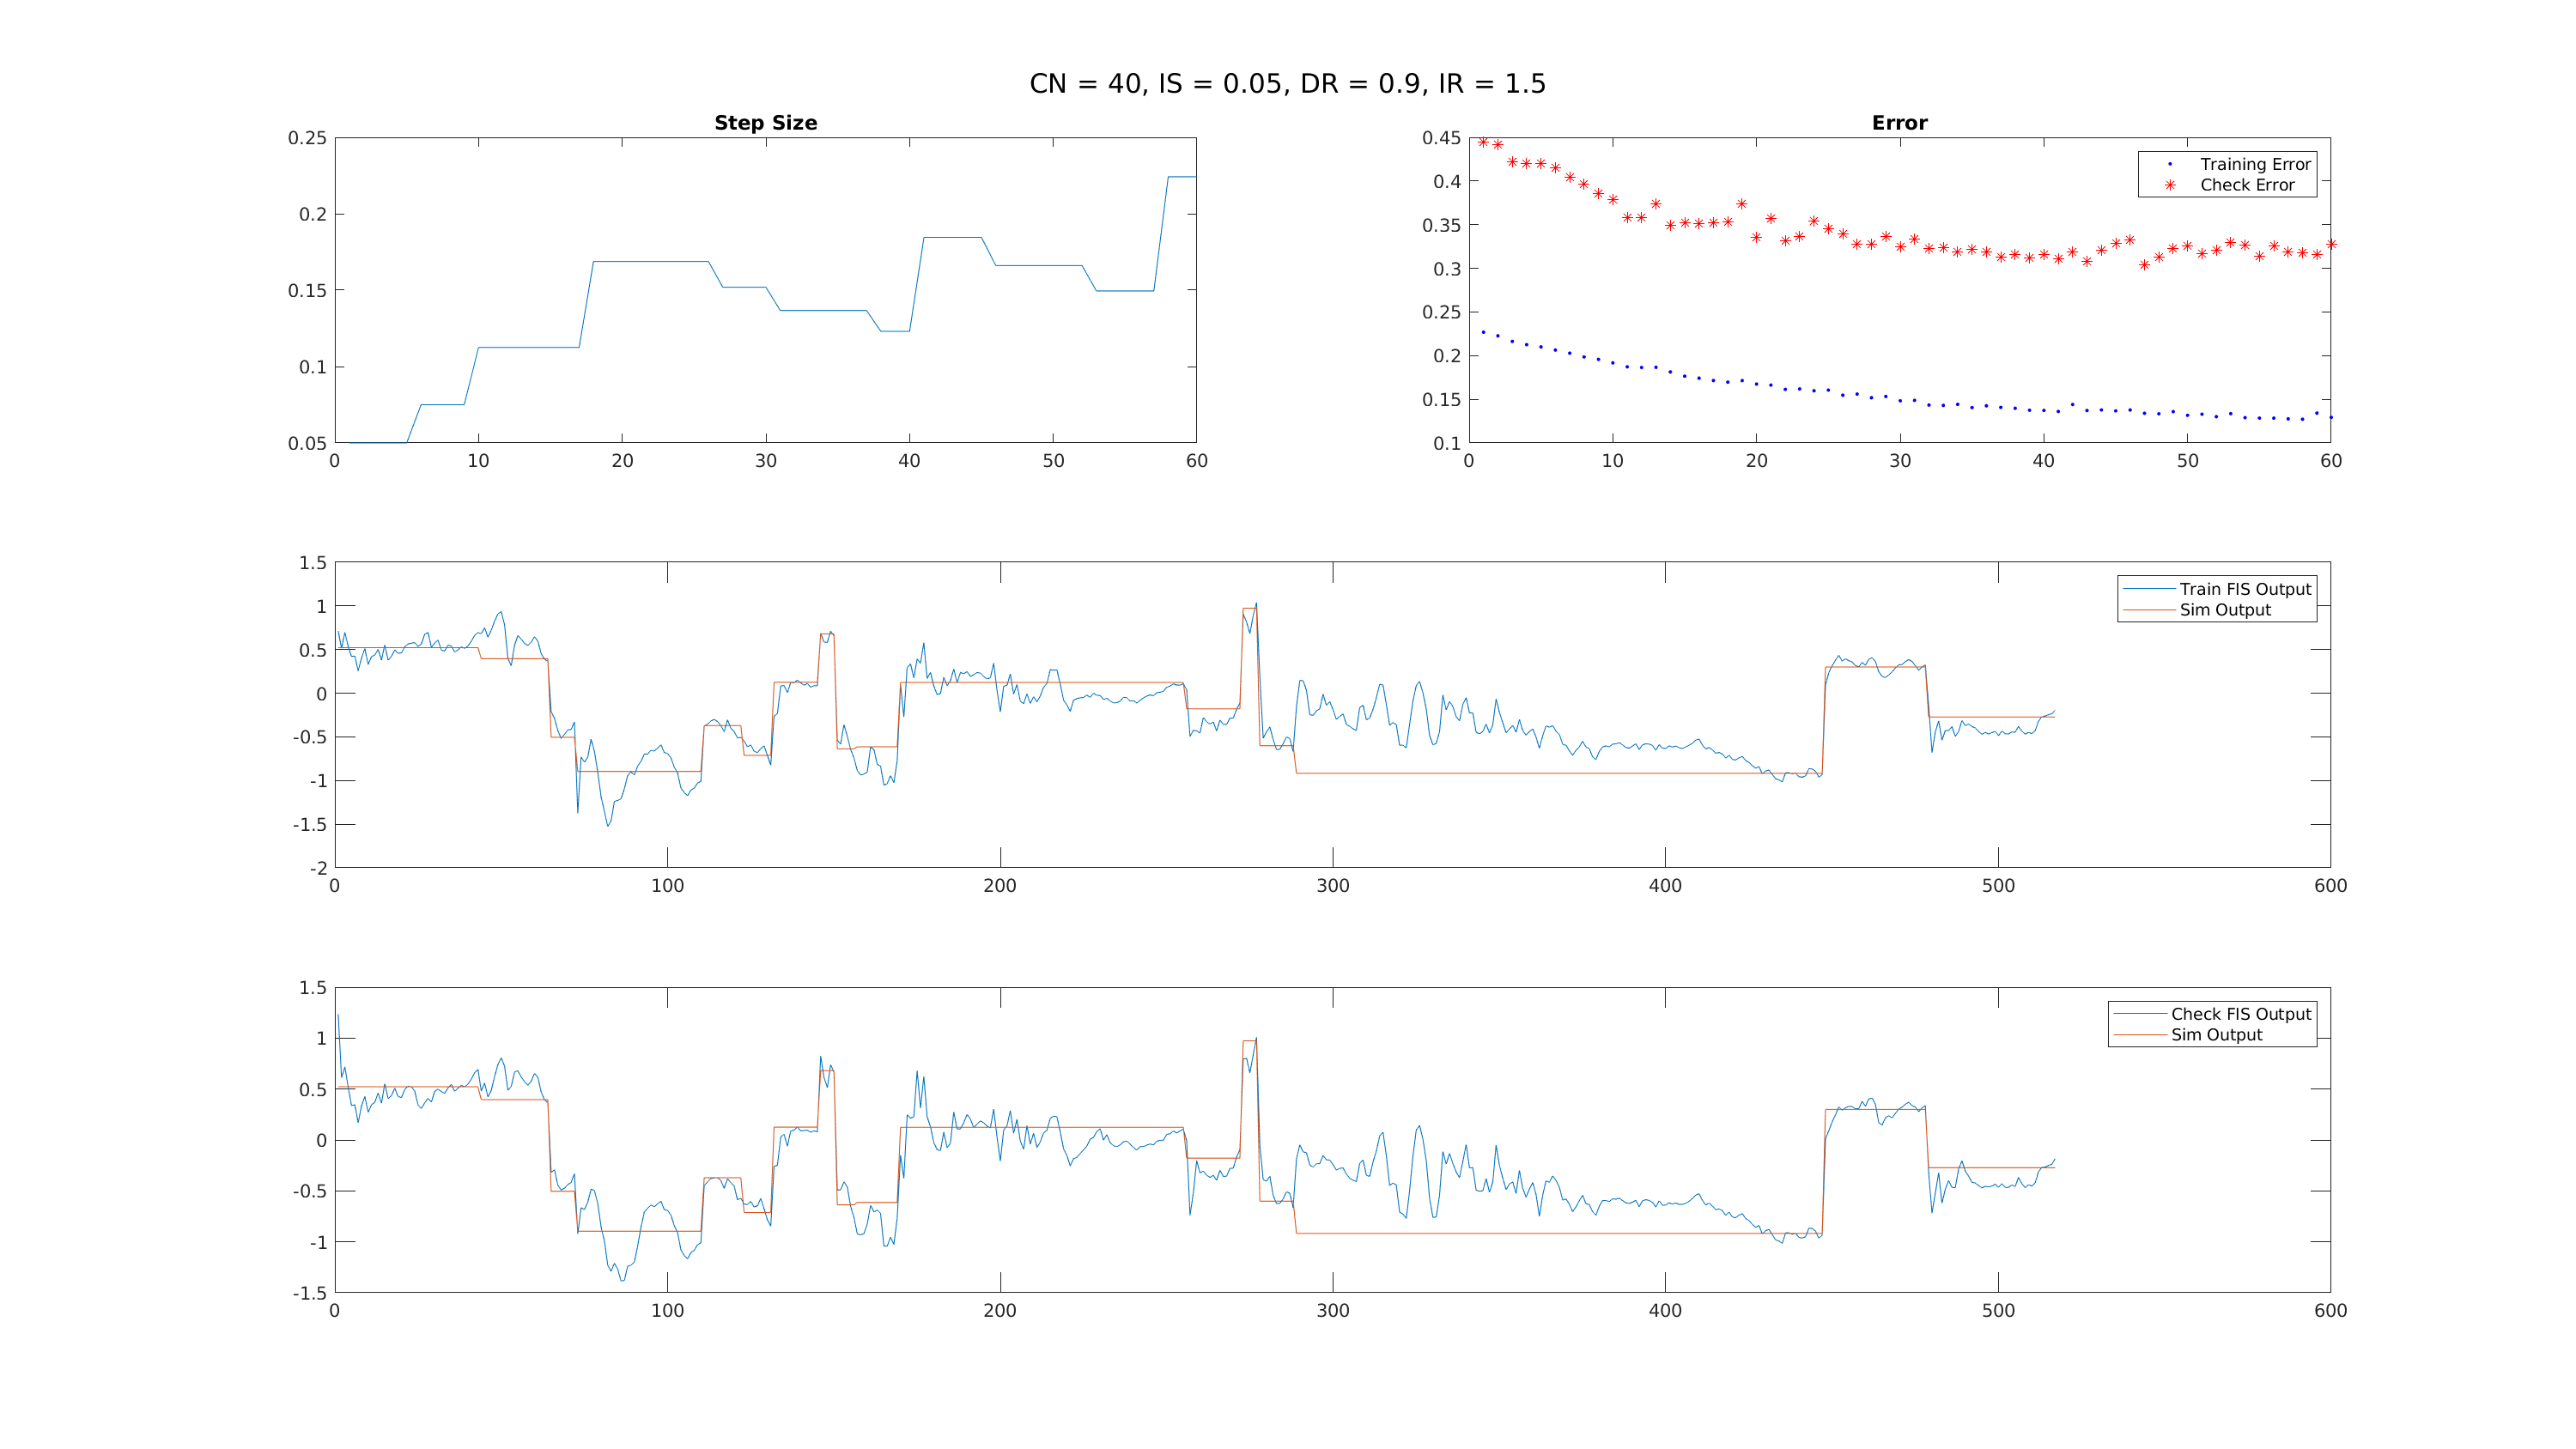 CN = 40, IS = 0.05, DR = 0.9, IR = 1.5
Step Size
0.25
0.2
0.15
0.1
0.05
0 10 20 30 40 50 60
Error
0.45
0.4
0.35
0.3
0.25
0.2
0.15
0.1
0 10 20 30 40 50 60
Training Error
Check Error
1.5
1
0.5
0
-0.5
-1
-1.5
-2
0 100 200 300 400 500 600
Train FIS Output
Sim Output
1.5
1
0.5
0
-0.5
-1
-1.5
0 100 200 300 400 500 600
Check FIS Output
Sim Output